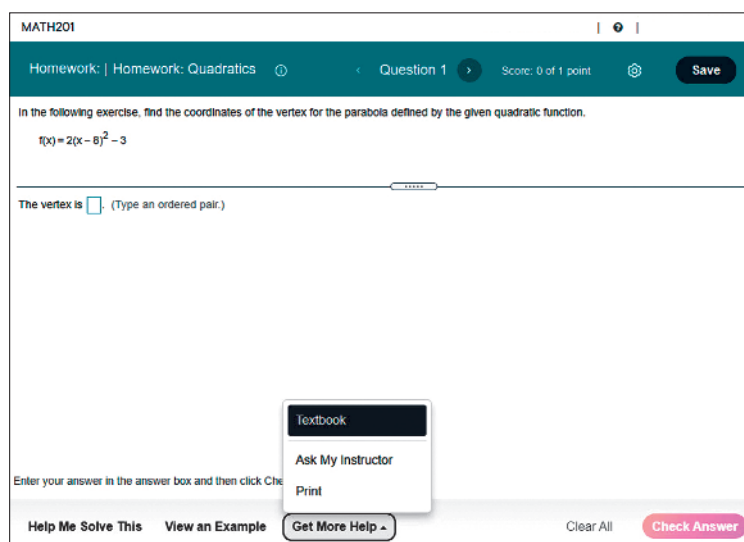 MATH201
Homework: | Homework: Quadratics
Question 1
Score: 0 of 1 point
Save
In the following exercise, find the coordinates of the vertex for the parabola defined by the given quadratic function.
f(x) = 2(x − 8)² − 3
The vertex is . (Type an ordered pair.)
Textbook
Ask My Instructor
Print
Enter your answer in the answer box and then click
Help Me Solve This View an Example Get More Help Clear All Check Answer